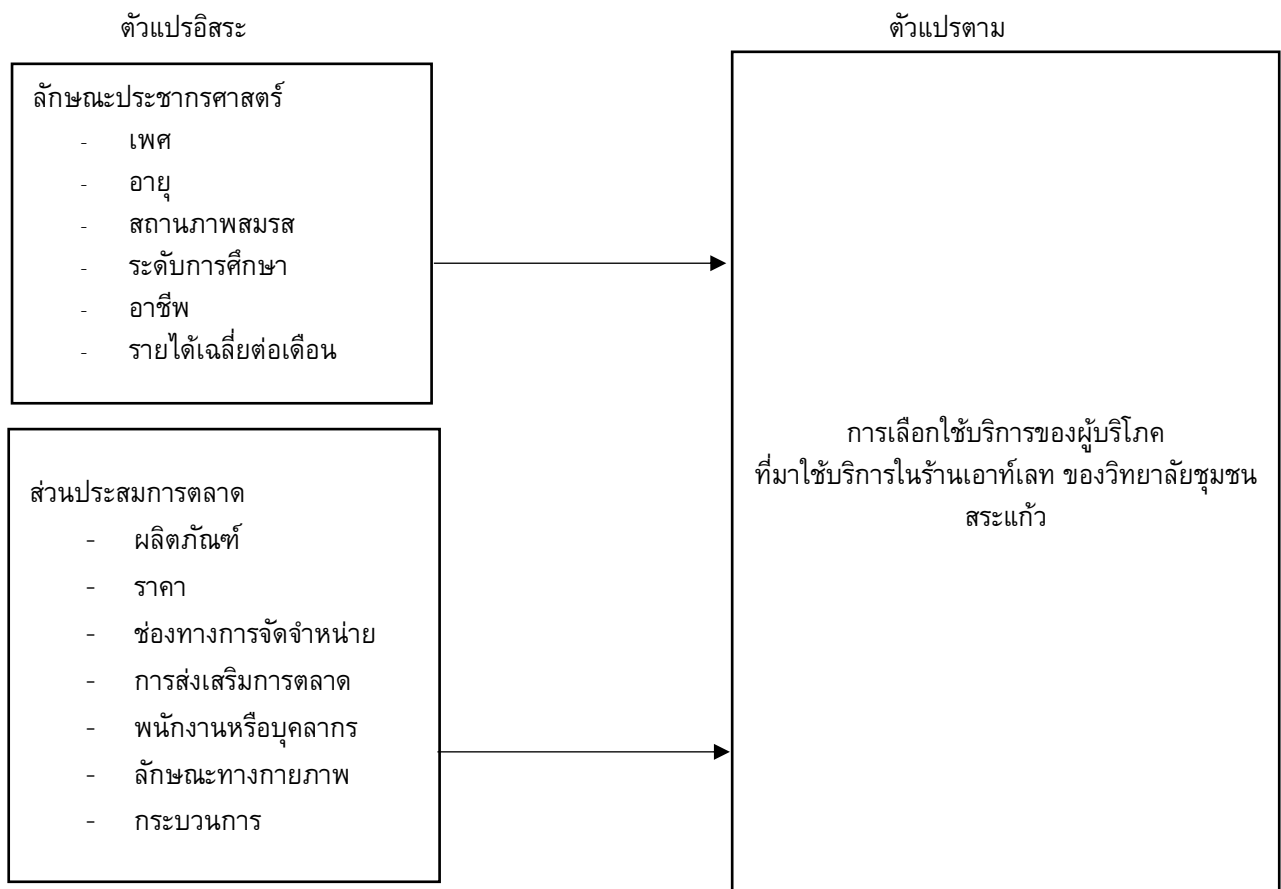 ตัวแปรอิสระ
ตัวแปรตาม
ลักษณะประชากรศาสตร์
- เพศ
- อายุ
- สถานภาพสมรส
- ระดับการศึกษา
- อาชีพ
- รายได้เฉลี่ยต่อเดือน
ส่วนประสมการตลาด
- ผลิตภัณฑ์
- ราคา
- ช่องทางการจัดจำหน่าย
- การส่งเสริมการตลาด
- พนักงานหรือบุคลากร
- ลักษณะทางกายภาพ
- กระบวนการ
การเลือกใช้บริการของผู้บริโภค
ที่มาใช้บริการในร้านเอาท์เลท ของวิทยาลัยชุมชน
สระแก้ว